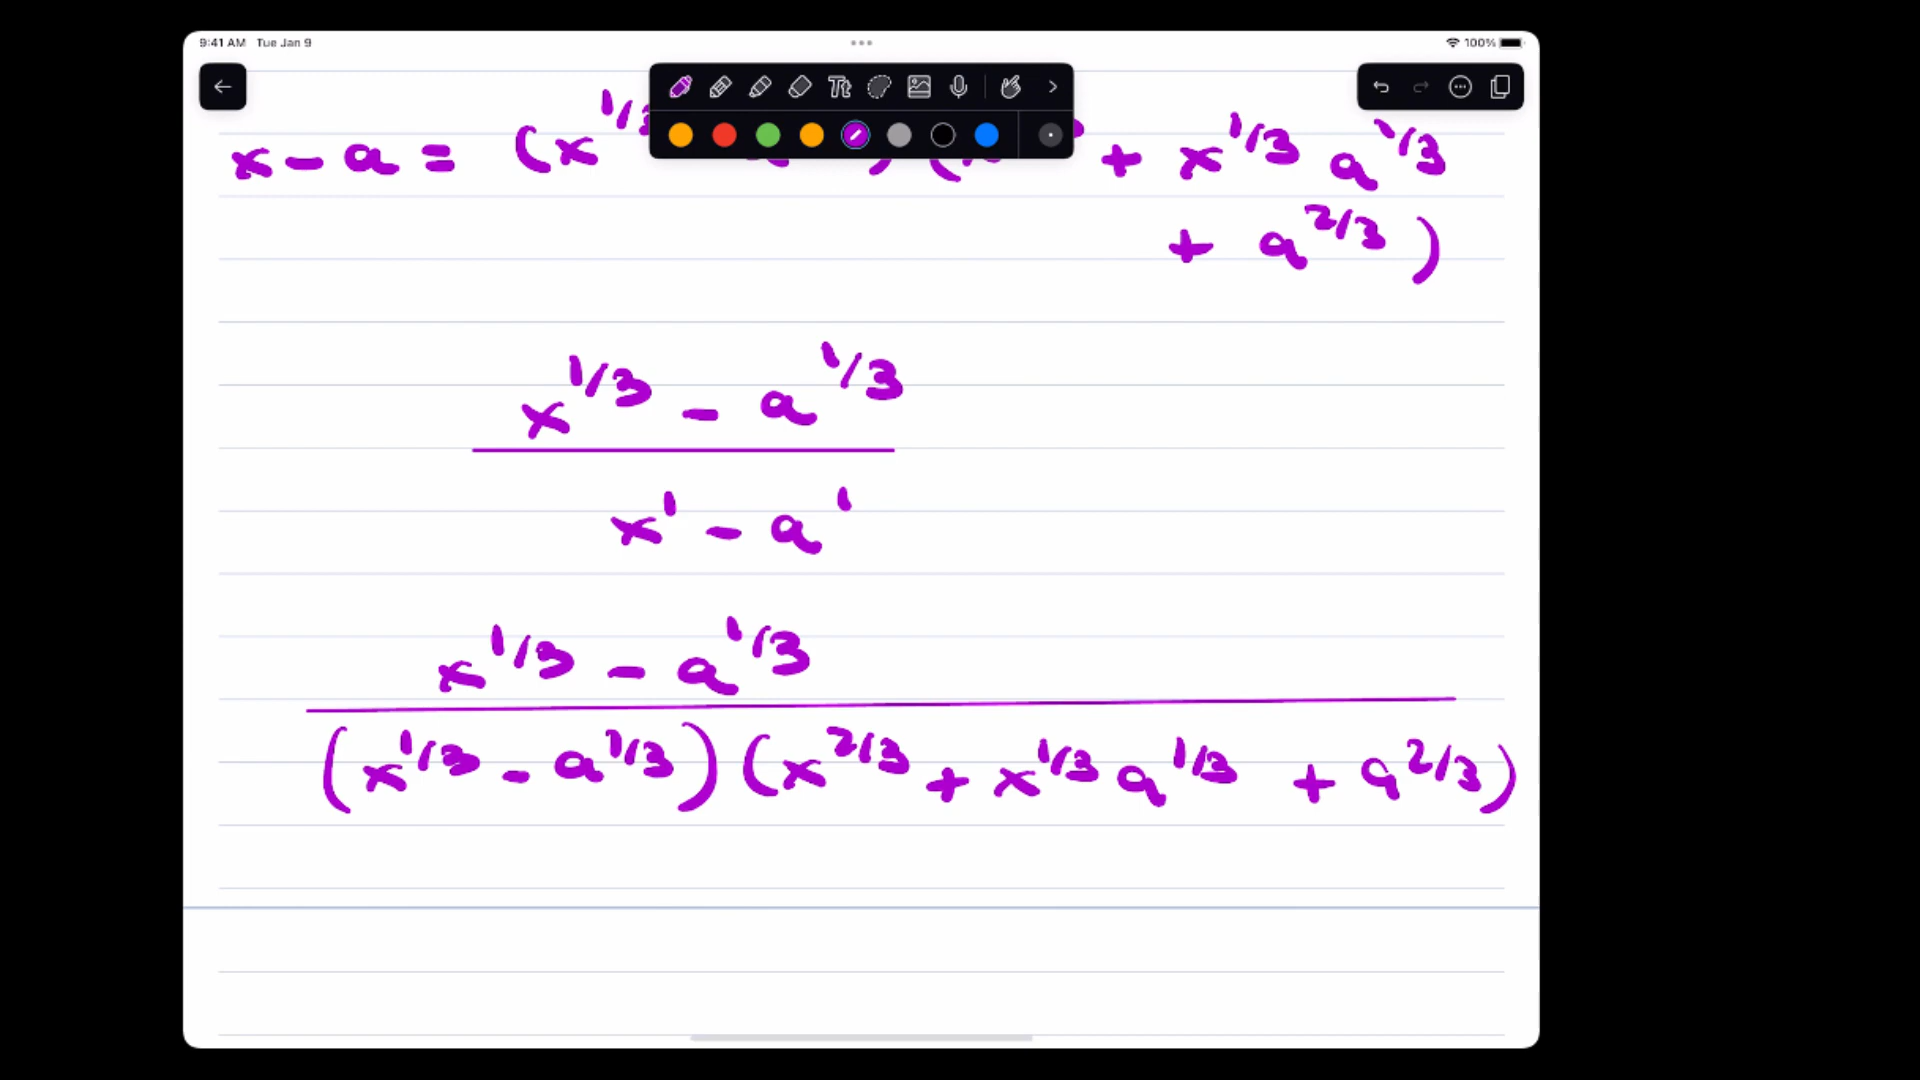 9:41 AM Tue Jan 9
100%
Tt
x - a = (x^1/3 + x^1/3 a^1/3
+ a^2/3 )
x^1/3 - a^1/3
x^1 - a^1
x^1/3 - a^1/3
(x^1/3 - a^1/3) (x^2/3 + x^1/3 a^1/3 + a^2/3)